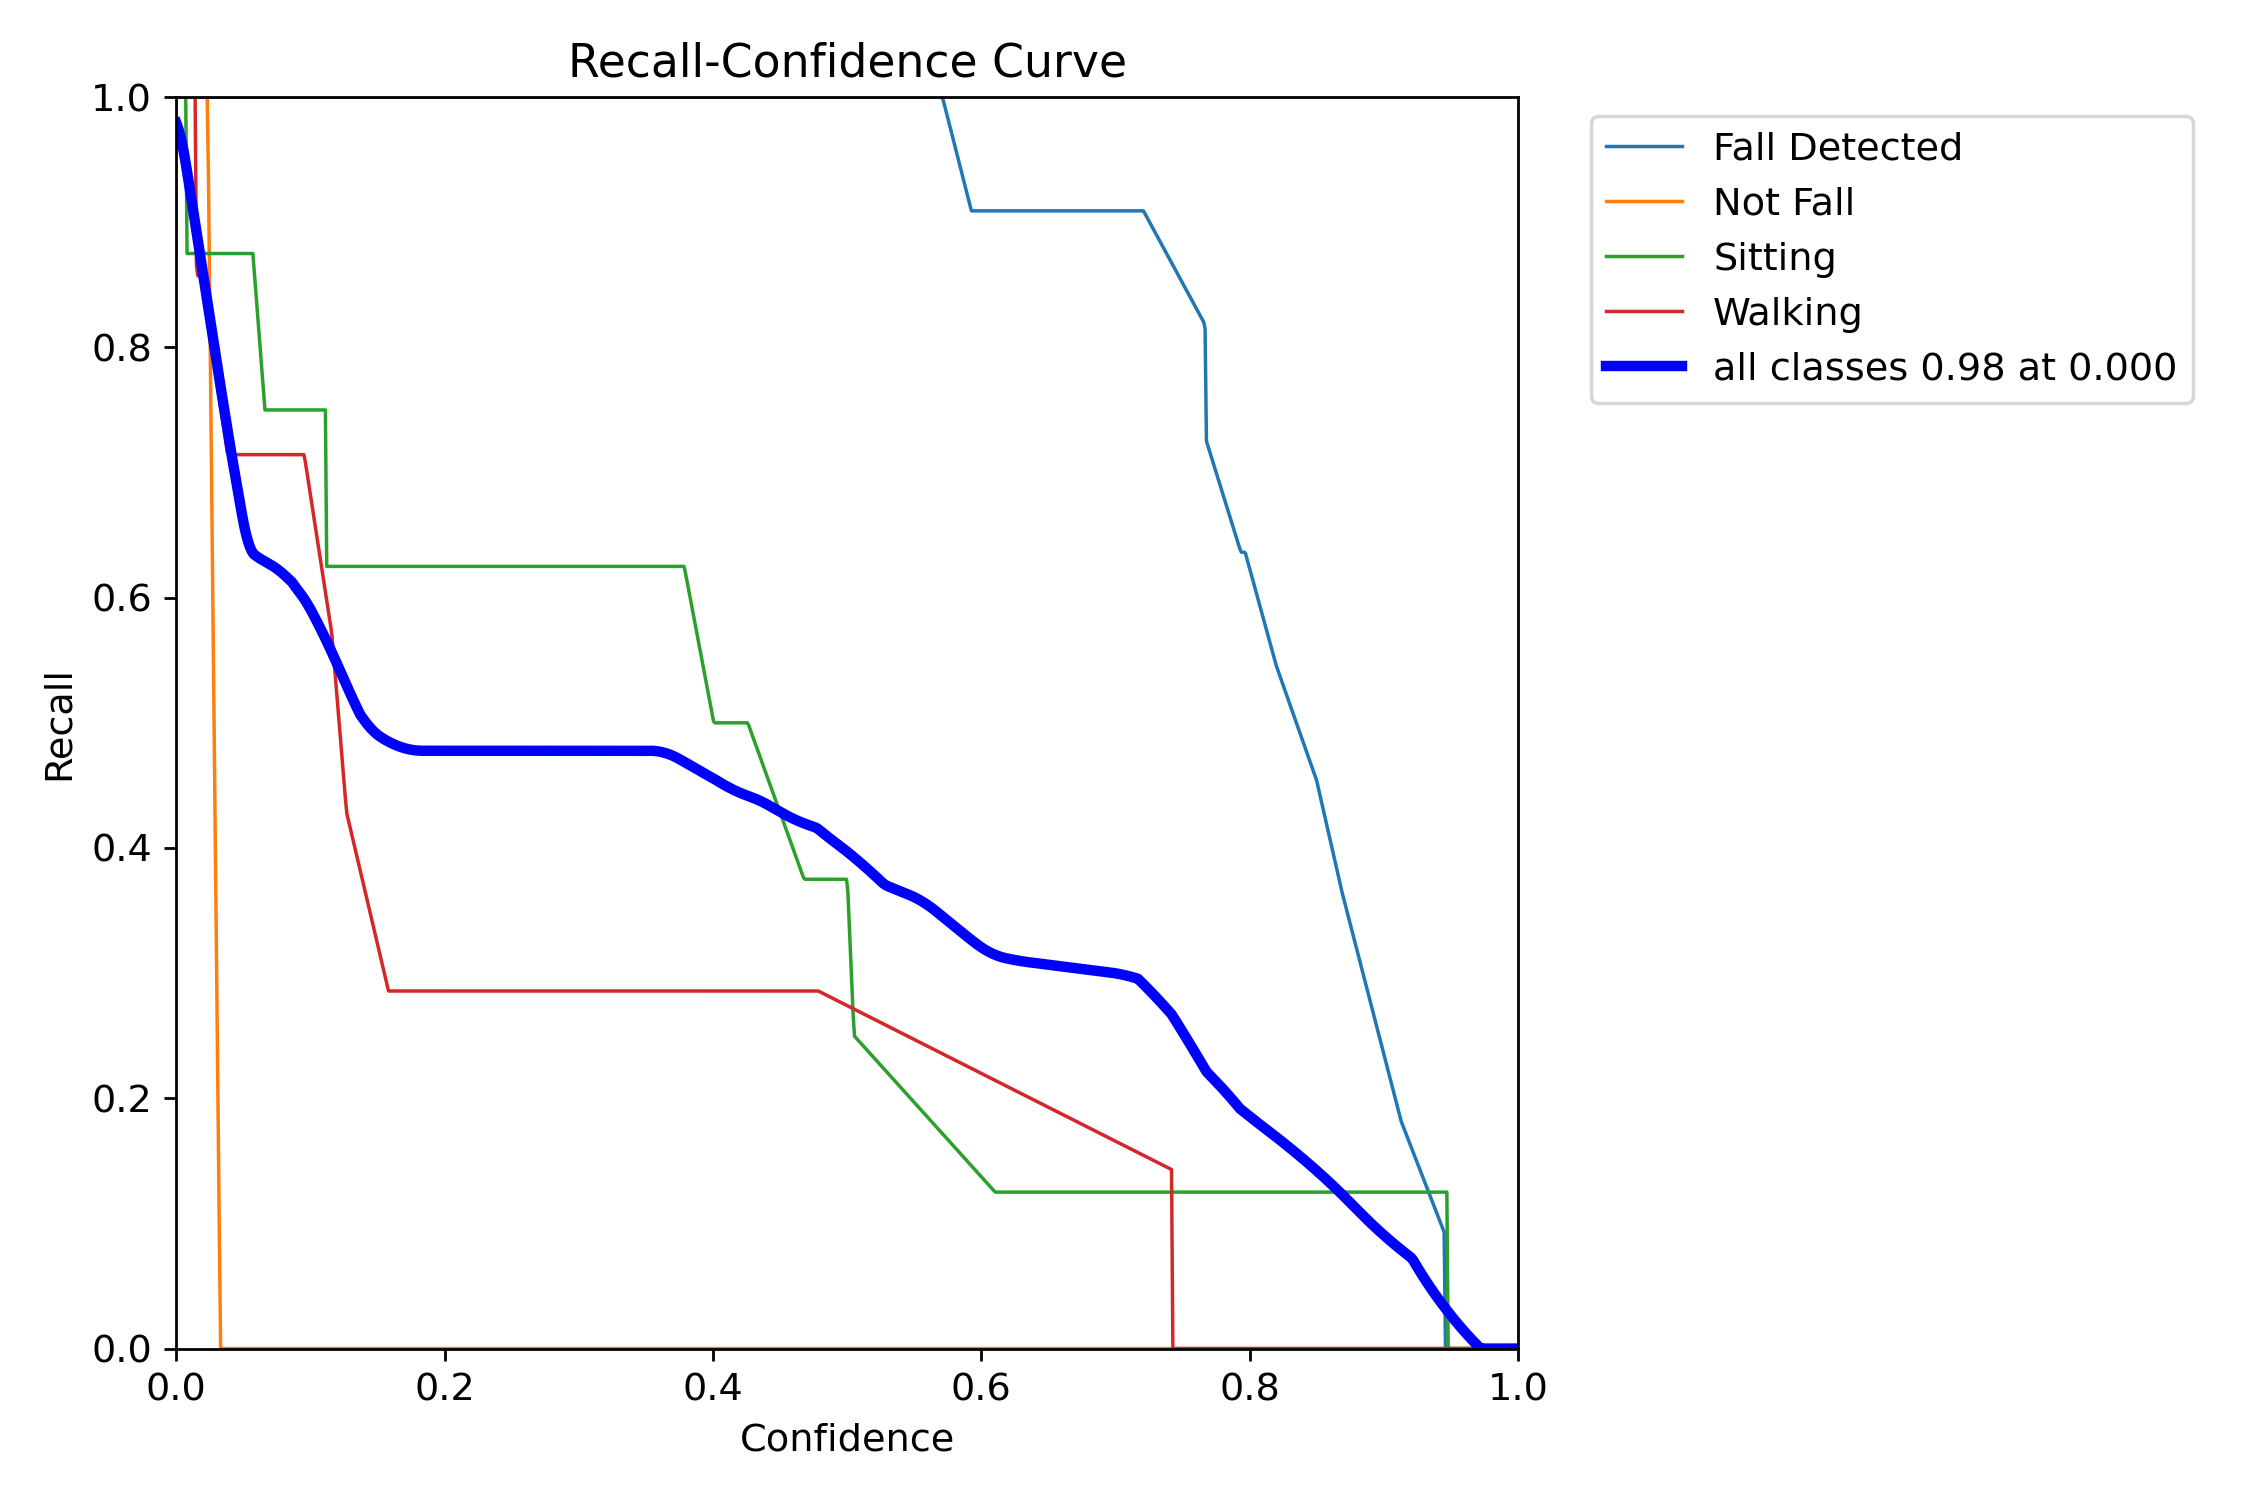 Recall-Confidence Curve
1.0
0.8
0.6
0.4
0.2
0.0
Recall
0.0 0.2 0.4 0.6 0.8 1.0
Confidence
Fall Detected
Not Fall
Sitting
Walking
all classes 0.98 at 0.000